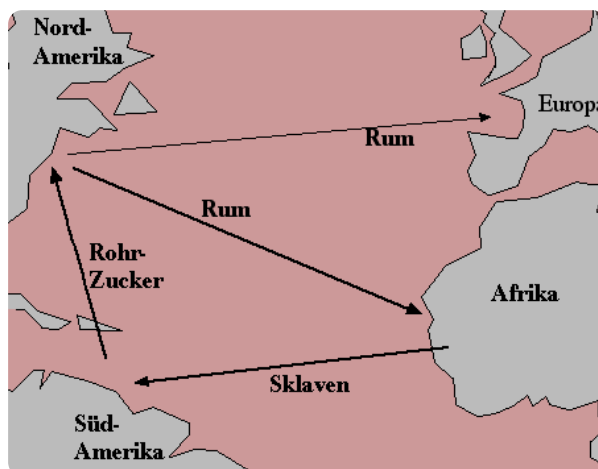 Nord-
Amerika
Europa
Rum
Rum
Rohr-
Zucker
Afrika
Sklaven
Süd-
Amerika